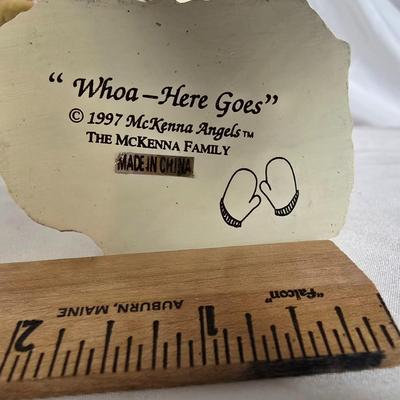 "Whoa–Here Goes"
© 1997 McKenna Angels™
THE MCKENNA FAMILY
MADE IN CHINA
"Falcon"
AUBURN, MAINE
1
2